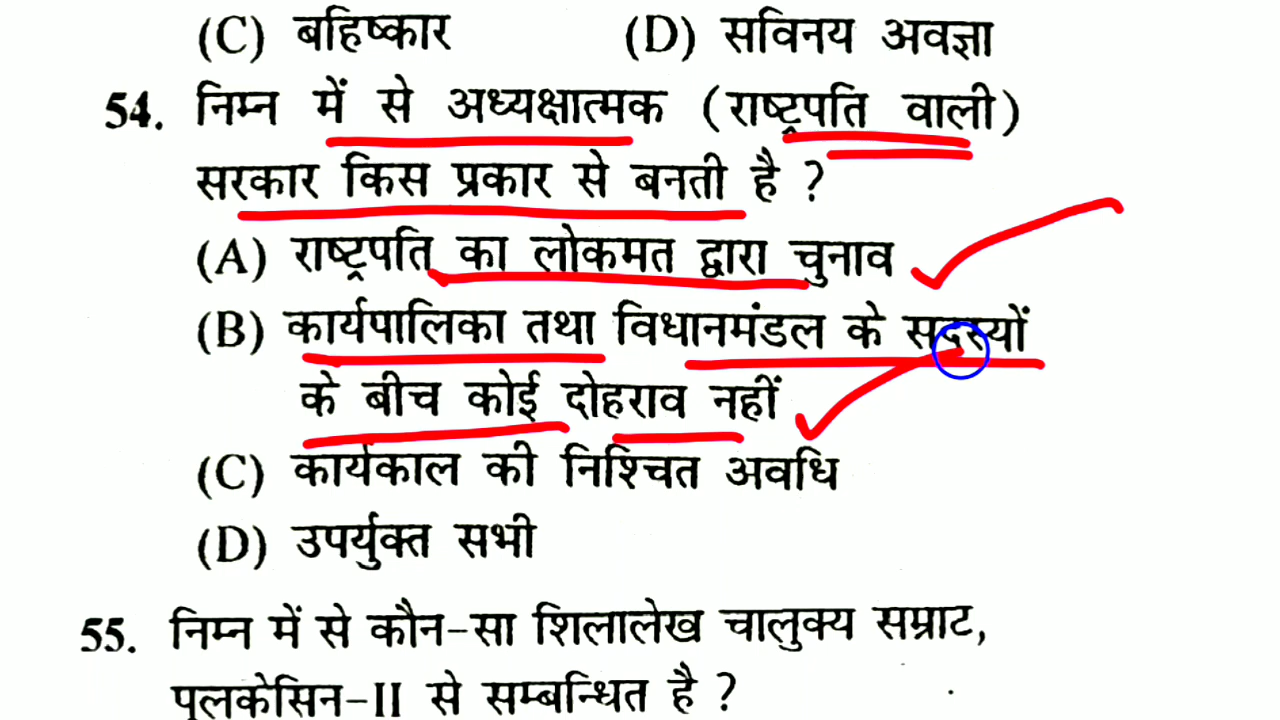 (C) बहिष्कार (D) सविनय अवज्ञा
54. निम्न में से अध्यक्षात्मक (राष्ट्रपति वाली)
सरकार किस प्रकार से बनती है ?
(A) राष्ट्रपति का लोकमत द्वारा चुनाव
(B) कार्यपालिका तथा विधानमंडल के सदस्यों
के बीच कोई दोहराव नहीं
(C) कार्यकाल की निश्चित अवधि
(D) उपर्युक्त सभी
55. निम्न में से कौन-सा शिलालेख चालुक्य सम्राट,
पुलकेसिन-II से सम्बन्धित है ?